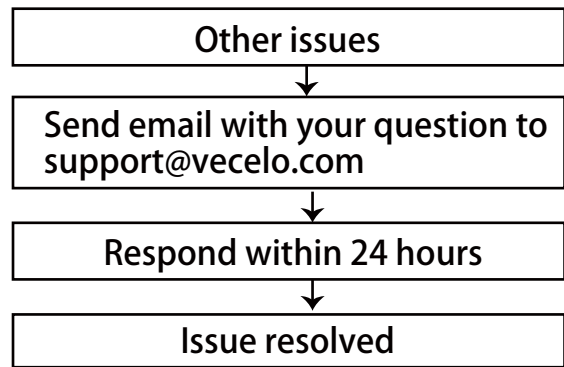 Other issues
Send email with your question to
support@vecelo.com
Respond within 24 hours
Issue resolved